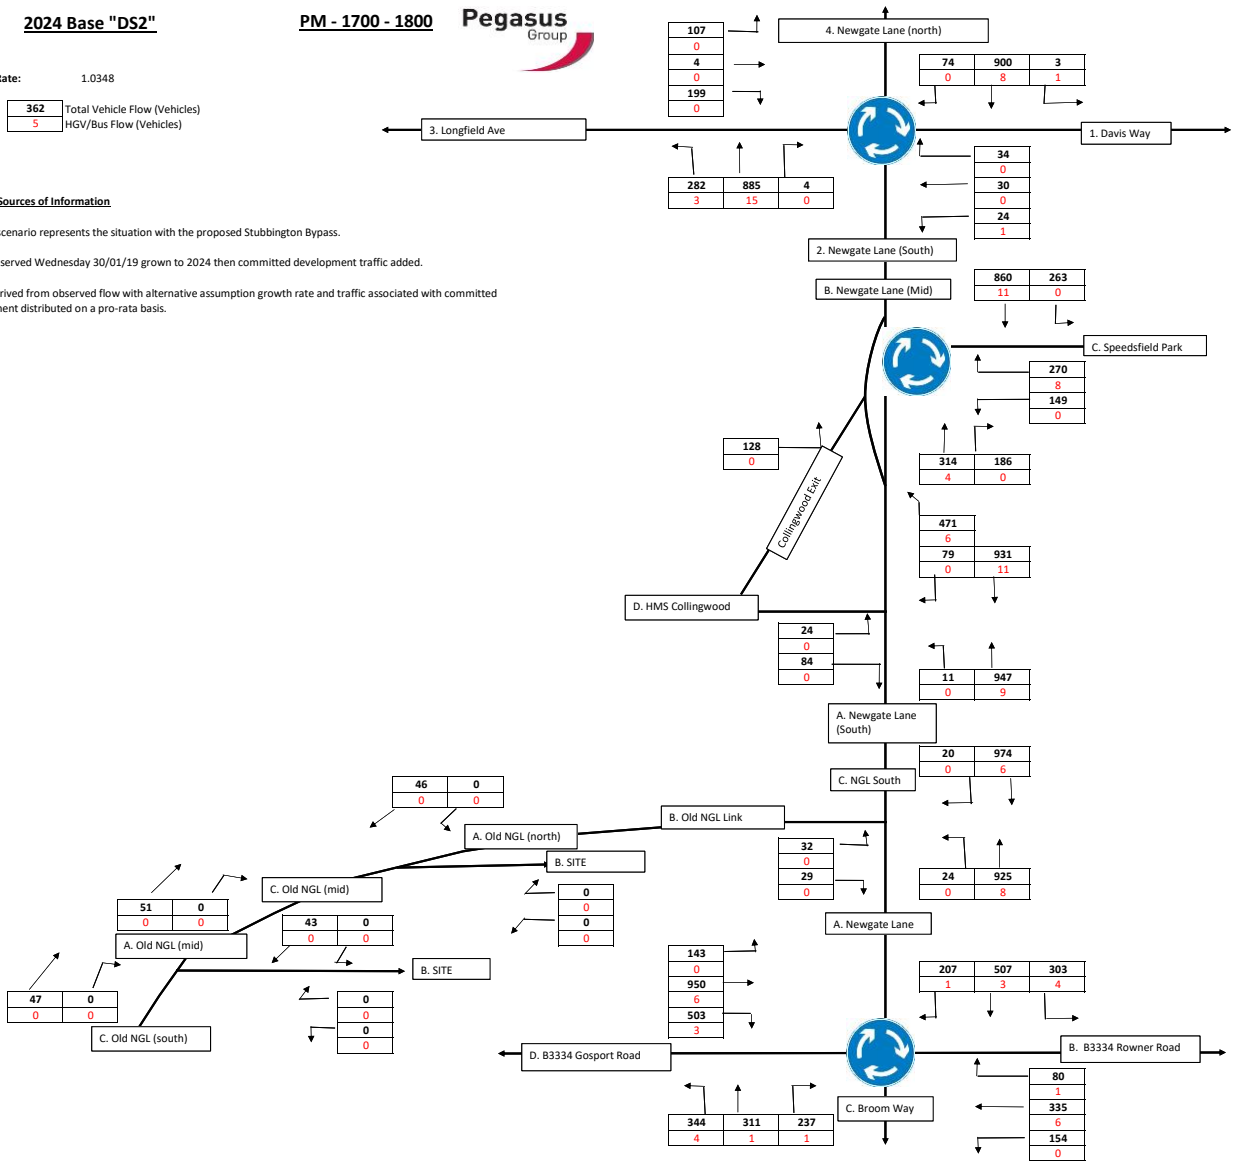 2024 Base "DS2"
PM - 1700 - 1800
Pegasus
Group
Rate: 1.0348
362 Total Vehicle Flow (Vehicles)
5 HGV/Bus Flow (Vehicles)
Sources of Information
scenario represents the situation with the proposed Stubbington Bypass.
served Wednesday 30/01/19 grown to 2024 then committed development traffic added.
rived from observed flow with alternative assumption growth rate and traffic associated with committed
ment distributed on a pro-rata basis.
107
0
4
0
199
0
4. Newgate Lane (north)
74 900 3
0 8 1
3. Longfield Ave
1. Davis Way
282 885 4
3 15 0
34
0
30
0
24
1
2. Newgate Lane (South)
B. Newgate Lane (Mid)
860 263
11 0
C. Speedsfield Park
270
8
149
0
128
0
314 186
4 0
Collingwood Exit
471
6
79 931
0 11
D. HMS Collingwood
24
0
84
0
11 947
0 9
A. Newgate Lane
(South)
20 974
0 6
C. NGL South
46 0
0 0
B. Old NGL Link
A. Old NGL (north)
32
0
29
0
24 925
0 8
B. SITE
C. Old NGL (mid)
0
0
0
0
51 0
0 0
43 0
0 0
A. Newgate Lane
A. Old NGL (mid)
B. SITE
143
0
950
6
503
3
207 507 303
1 3 4
47 0
0 0
0
0
0
0
C. Old NGL (south)
D. B3334 Gosport Road
B. B3334 Rowner Road
80
1
335
6
154
0
C. Broom Way
344 311 237
4 1 1